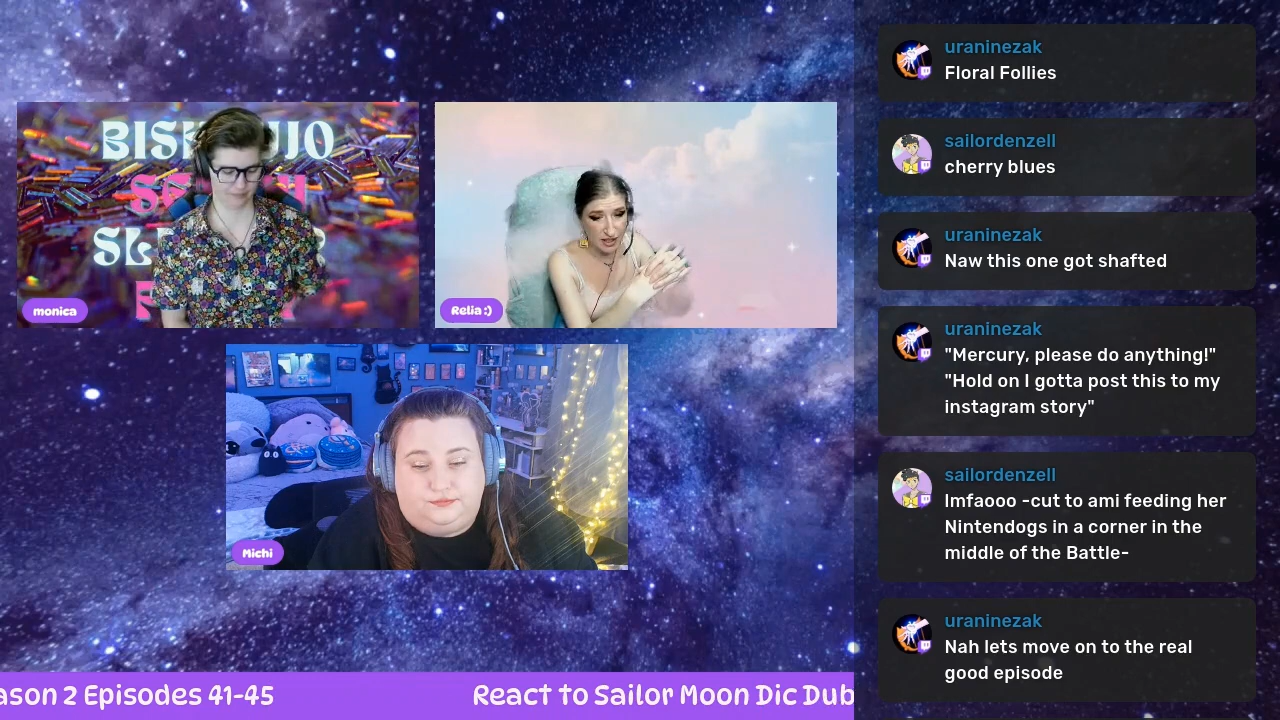 monica
Relia :)
Michi
ason 2 Episodes 41-45
React to Sailor Moon Dic Dub
uraninezak
Floral Follies
sailordenzell
cherry blues
uraninezak
Naw this one got shafted
uraninezak
"Mercury, please do anything!"
"Hold on I gotta post this to my
instagram story"
sailordenzell
lmfaooo -cut to ami feeding her
Nintendogs in a corner in the
middle of the Battle-
uraninezak
Nah lets move on to the real
good episode